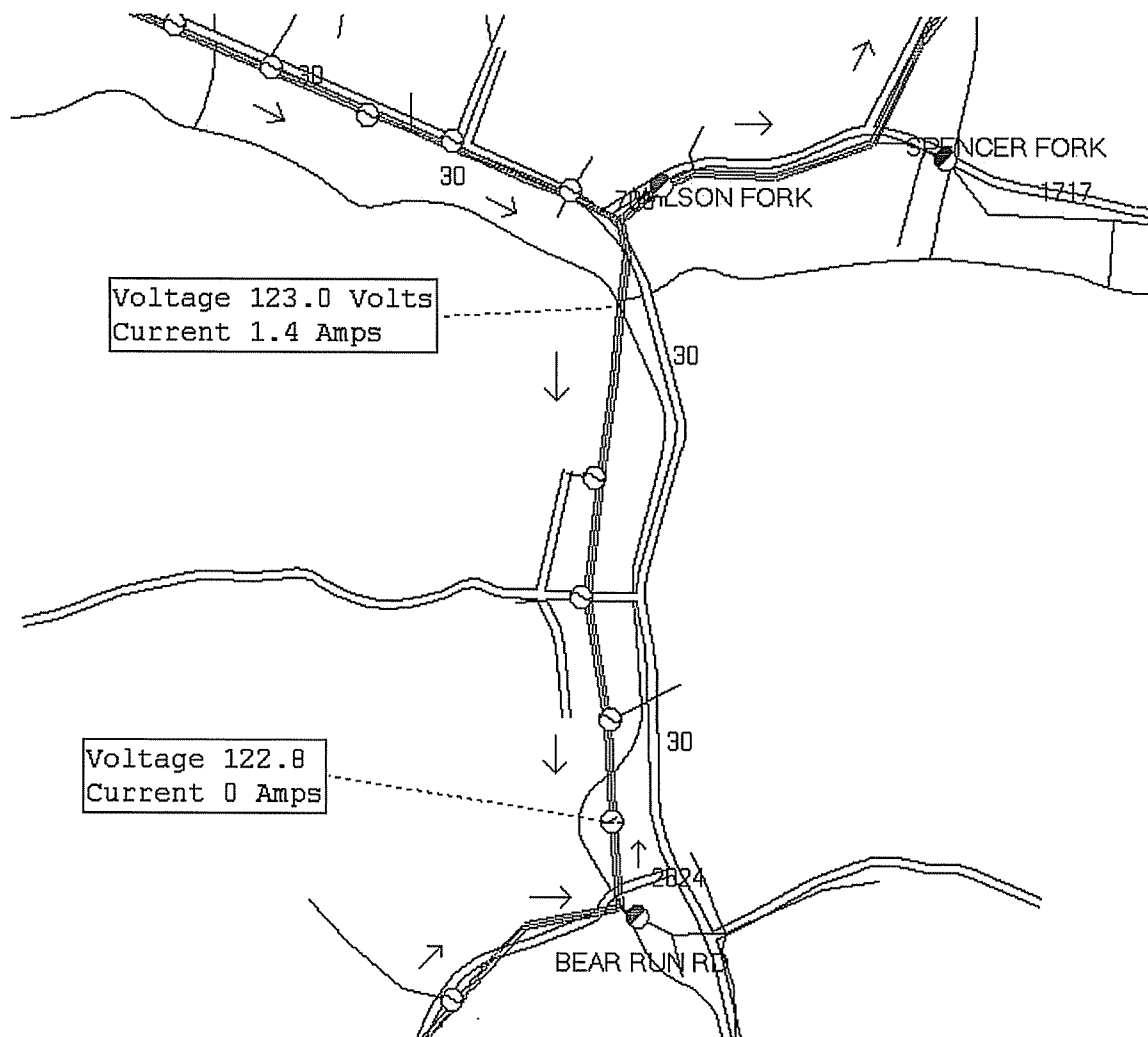 30
SPENCER FORK
30
1717
WILSON FORK
Voltage 123.0 Volts
Current 1.4 Amps
30
30
Voltage 122.8
Current 0 Amps
2624
BEAR RUN RD